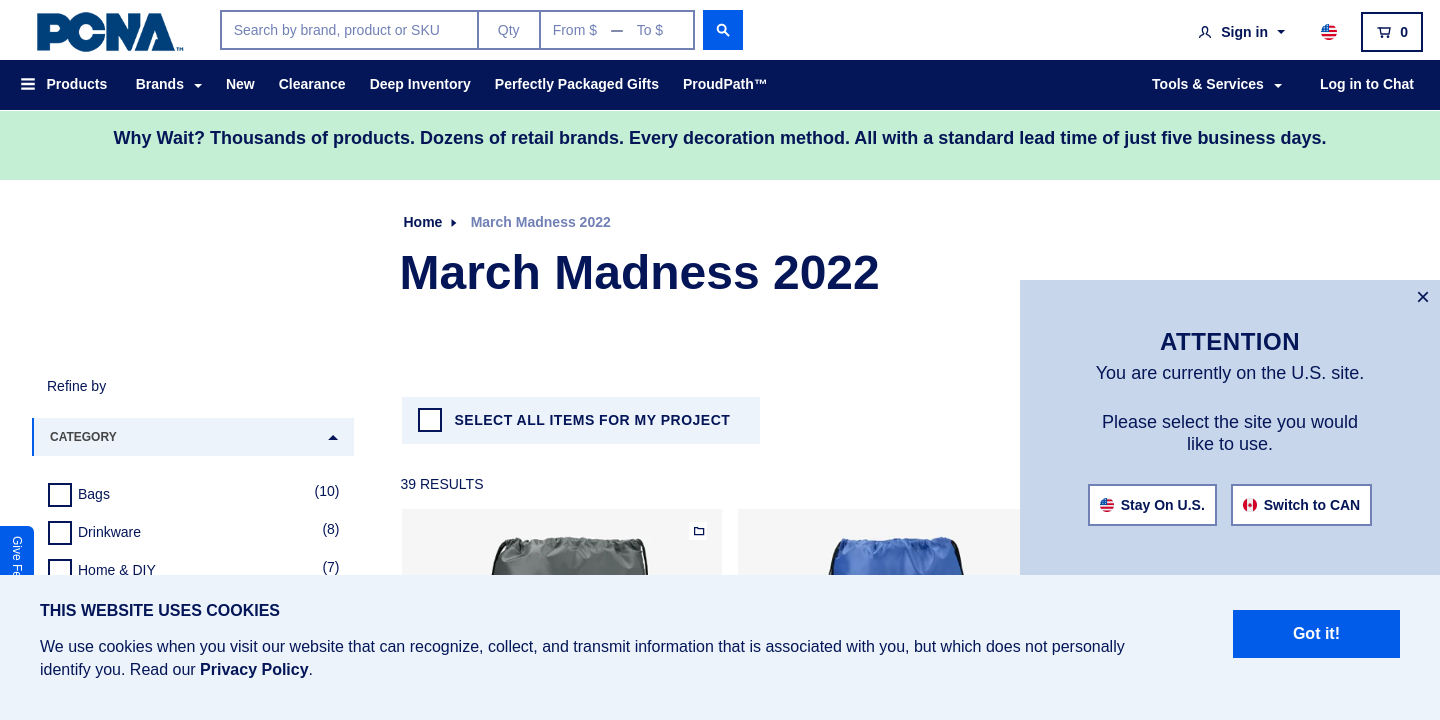 PCNA™
Search by brand, product or SKU
Qty
From $ — To $
Sign in
0
Products
Brands
New
Clearance
Deep Inventory
Perfectly Packaged Gifts
ProudPath™
Tools & Services
Log in to Chat
Why Wait? Thousands of products. Dozens of retail brands. Every decoration method. All with a standard lead time of just five business days.
Home
March Madness 2022
March Madness 2022
ATTENTION
You are currently on the U.S. site.
Please select the site you would
like to use.
Stay On U.S.
Switch to CAN
Refine by
CATEGORY
Bags (10)
Drinkware (8)
Home & DIY (7)
SELECT ALL ITEMS FOR MY PROJECT
39 RESULTS
Give
THIS WEBSITE USES COOKIES
We use cookies when you visit our website that can recognize, collect, and transmit information that is associated with you, but which does not personally
identify you. Read our Privacy Policy.
Got it!